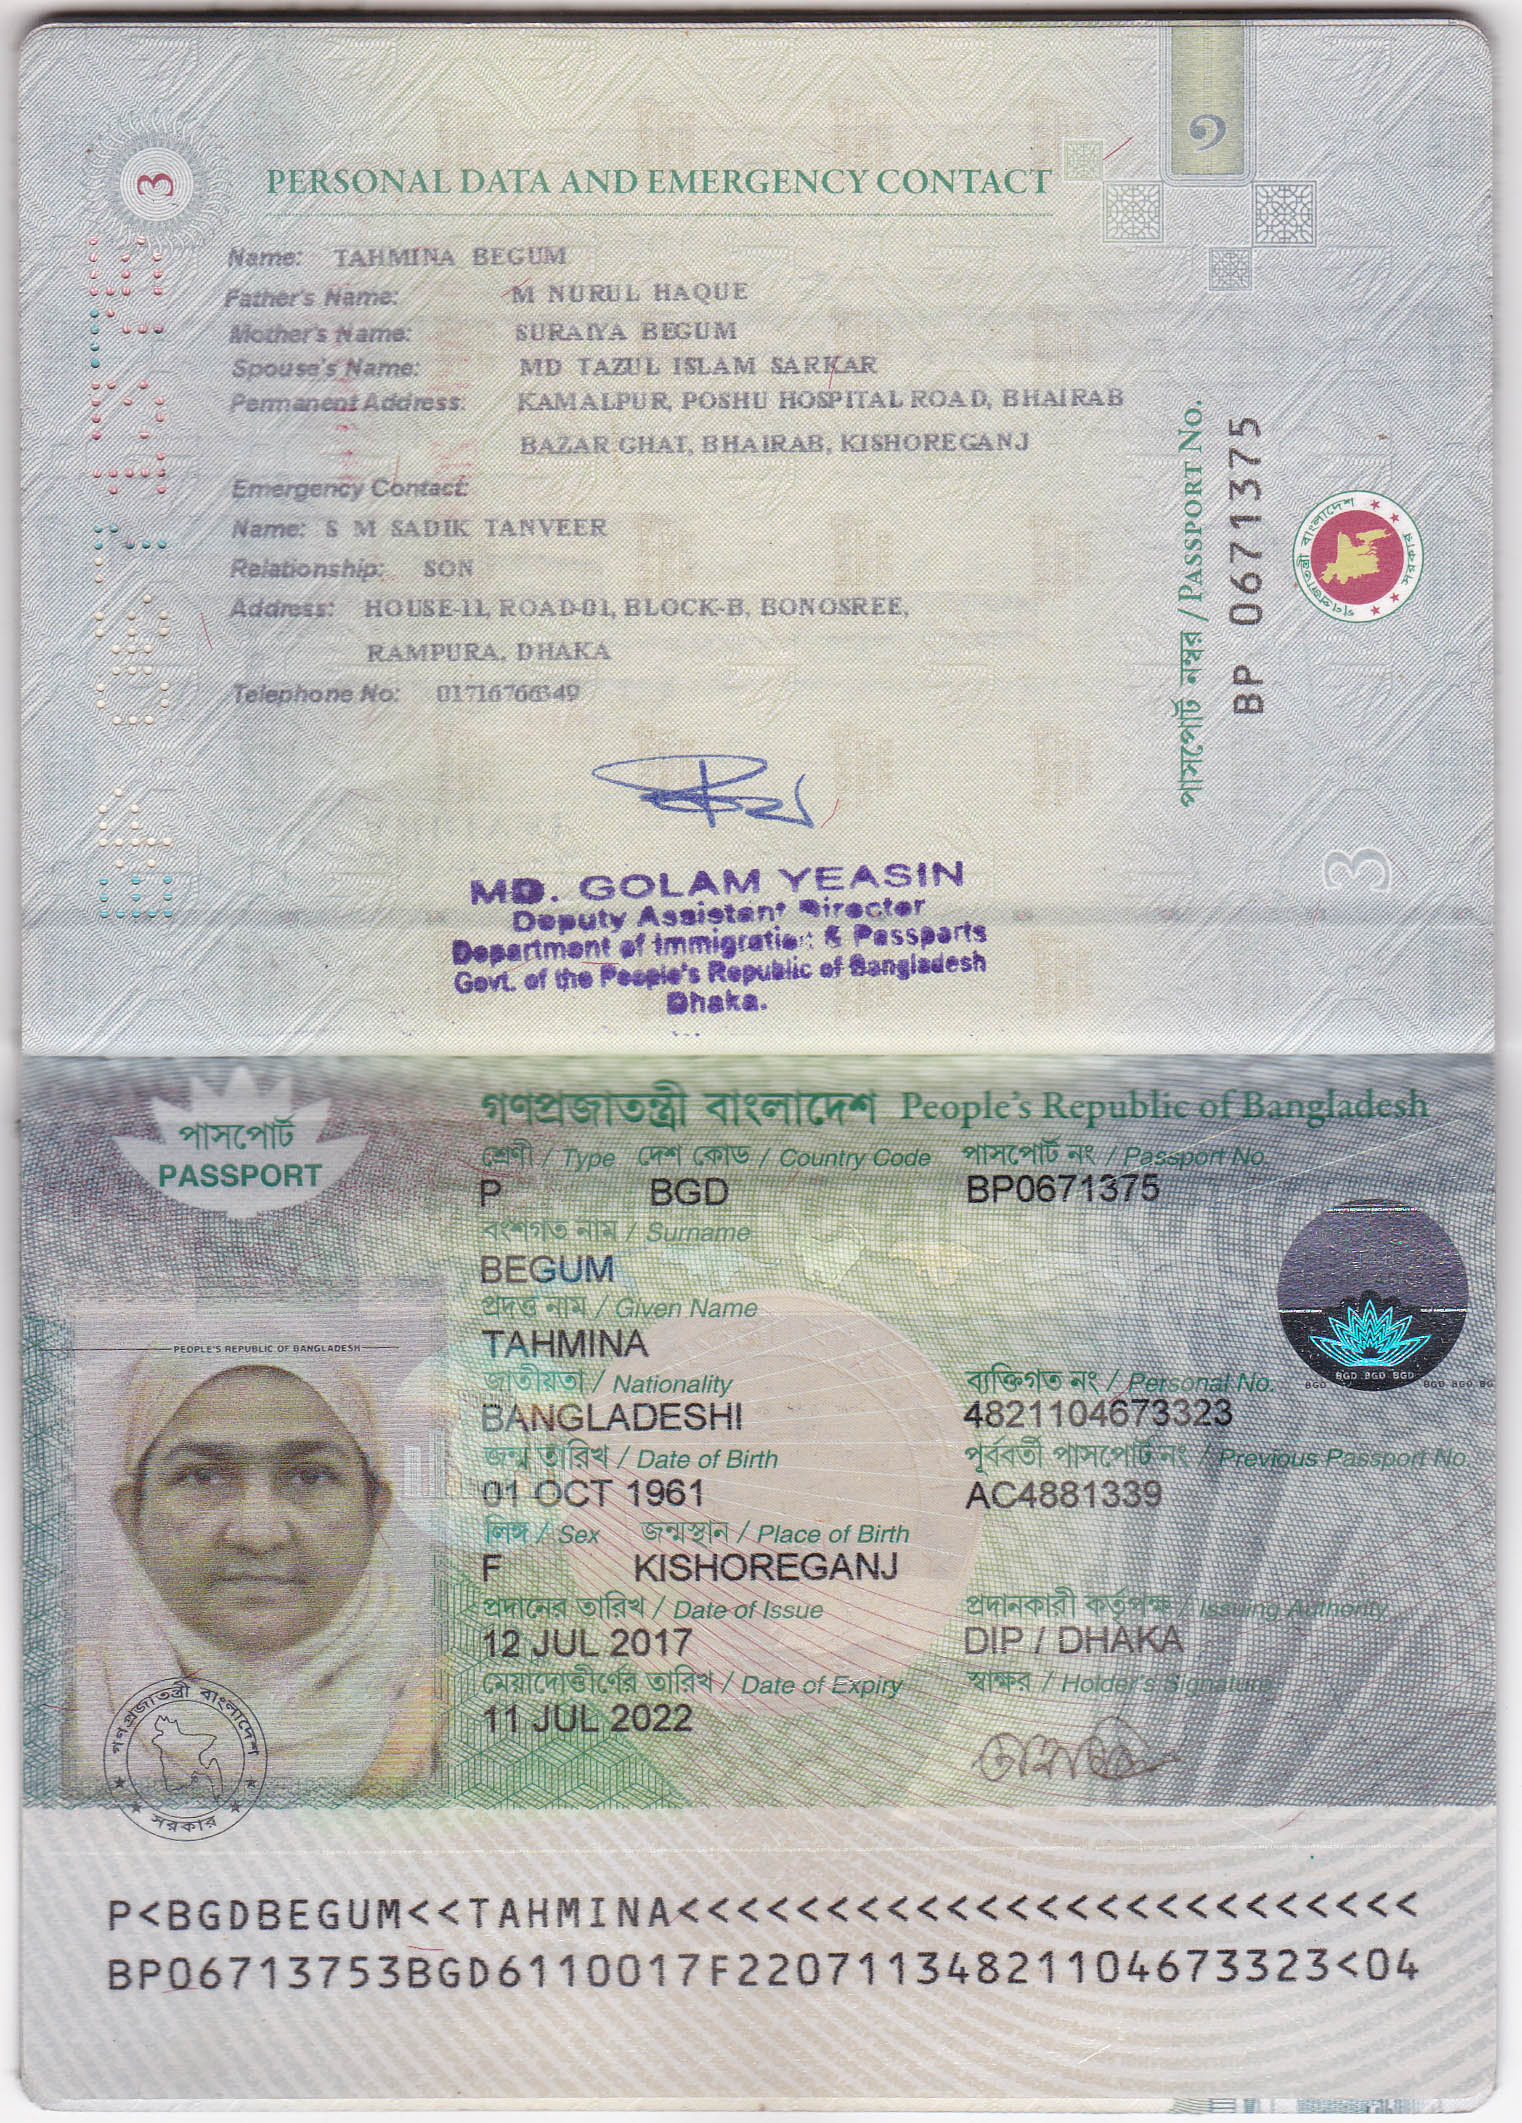 3
১
PERSONAL DATA AND EMERGENCY CONTACT
Name: TAHMINA BEGUM
Father's Name: M NURUL HAQUE
Mother's Name: SURAIYA BEGUM
Spouse's Name: MD TAZUL ISLAM SARKAR
Permanent Address: KAMALPUR, POSHU HOSPITAL ROAD, BHAIRAB
BAZAR GHAT, BHAIRAB, KISHOREGANJ
Emergency Contact:
Name: S M SADIK TANVEER
Relationship: SON
Address: HOUSE-11, ROAD-01, BLOCK-B, BONOSREE,
RAMPURA, DHAKA
Telephone No: 01716766349
পাসপোর্ট নম্বর / PASSPORT No.
BP 0671375
গণপ্রজাতন্ত্রী বাংলাদেশ
সরকার
MD. GOLAM YEASIN
Deputy Assistant Director
Department of Immigration & Passports
Govt. of the People's Republic of Bangladesh
Dhaka.
3
পাসপোর্ট
PASSPORT
গণপ্রজাতন্ত্রী বাংলাদেশ People's Republic of Bangladesh
শ্রেণী / Type দেশ কোড / Country Code পাসপোর্ট নং / Passport No.
P BGD BP0671375
বংশগত নাম / Surname
BEGUM
প্রদত্ত নাম / Given Name
TAHMINA
PEOPLE'S REPUBLIC OF BANGLADESH
BGD BGD BGD BGD BGD BGD
জাতীয়তা / Nationality ব্যক্তিগত নং / Personal No.
BANGLADESHI 4821104673323
জন্ম তারিখ / Date of Birth পূর্ববর্তী পাসপোর্ট নং / Previous Passport No.
01 OCT 1961 AC4881339
লিঙ্গ / Sex জন্মস্থান / Place of Birth
F KISHOREGANJ
প্রদানের তারিখ / Date of Issue প্রদানকারী কর্তৃপক্ষ / Issuing Authority
12 JUL 2017 DIP / DHAKA
মেয়াদোত্তীর্ণের তারিখ / Date of Expiry স্বাক্ষর / Holder's Signature
11 JUL 2022
গণপ্রজাতন্ত্রী বাংলাদেশ
সরকার
P<BGDBEGUM<<TAHMINA<<<<<<<<<<<<<<<<<<<<<<<<<
BP06713753BGD6110017F22071134821104673323<04